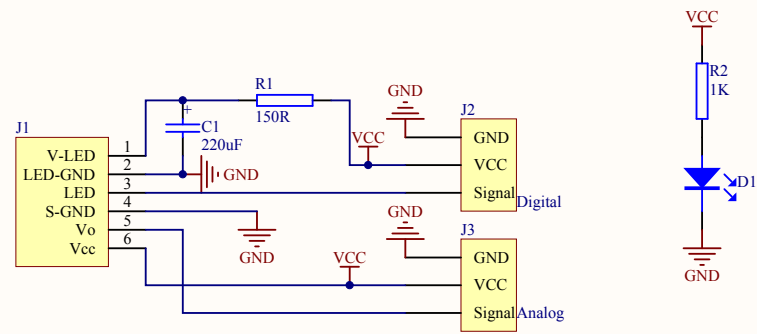 VCC
R2
1K
D1
GND
R1
150R
+
C1
220uF
GND
J1
V-LED 1
LED-GND 2
LED 3
S-GND 4
Vo 5
Vcc 6
GND
VCC
GND
J2
GND
VCC
Signal
Digital
VCC
GND
J3
GND
VCC
Signal
Analog